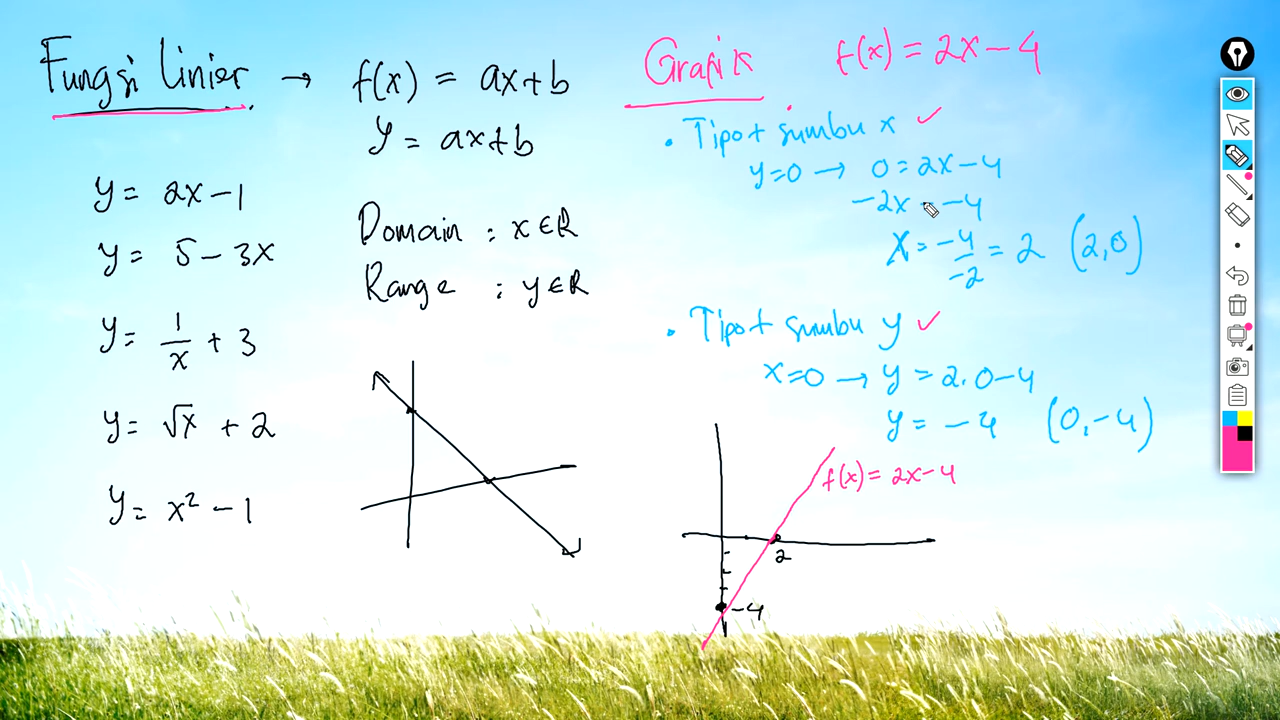 Fungsi linier → f(x) = ax+b
y = ax+b
y = 2x-1
y = 5-3x
y = 1/x + 3
y = √x + 2
y = x² - 1
Domain : x∈R
Range : y∈R
Grafik f(x) = 2x-4
• Tipot sumbu x ✓
y=0 → 0=2x-4
-2x = -4
x = -4/-2 = 2 (2,0)
• Tipot sumbu y ✓
x=0 → y = 2.0-4
y = -4 (0,-4)
f(x) = 2x-4
2
-4